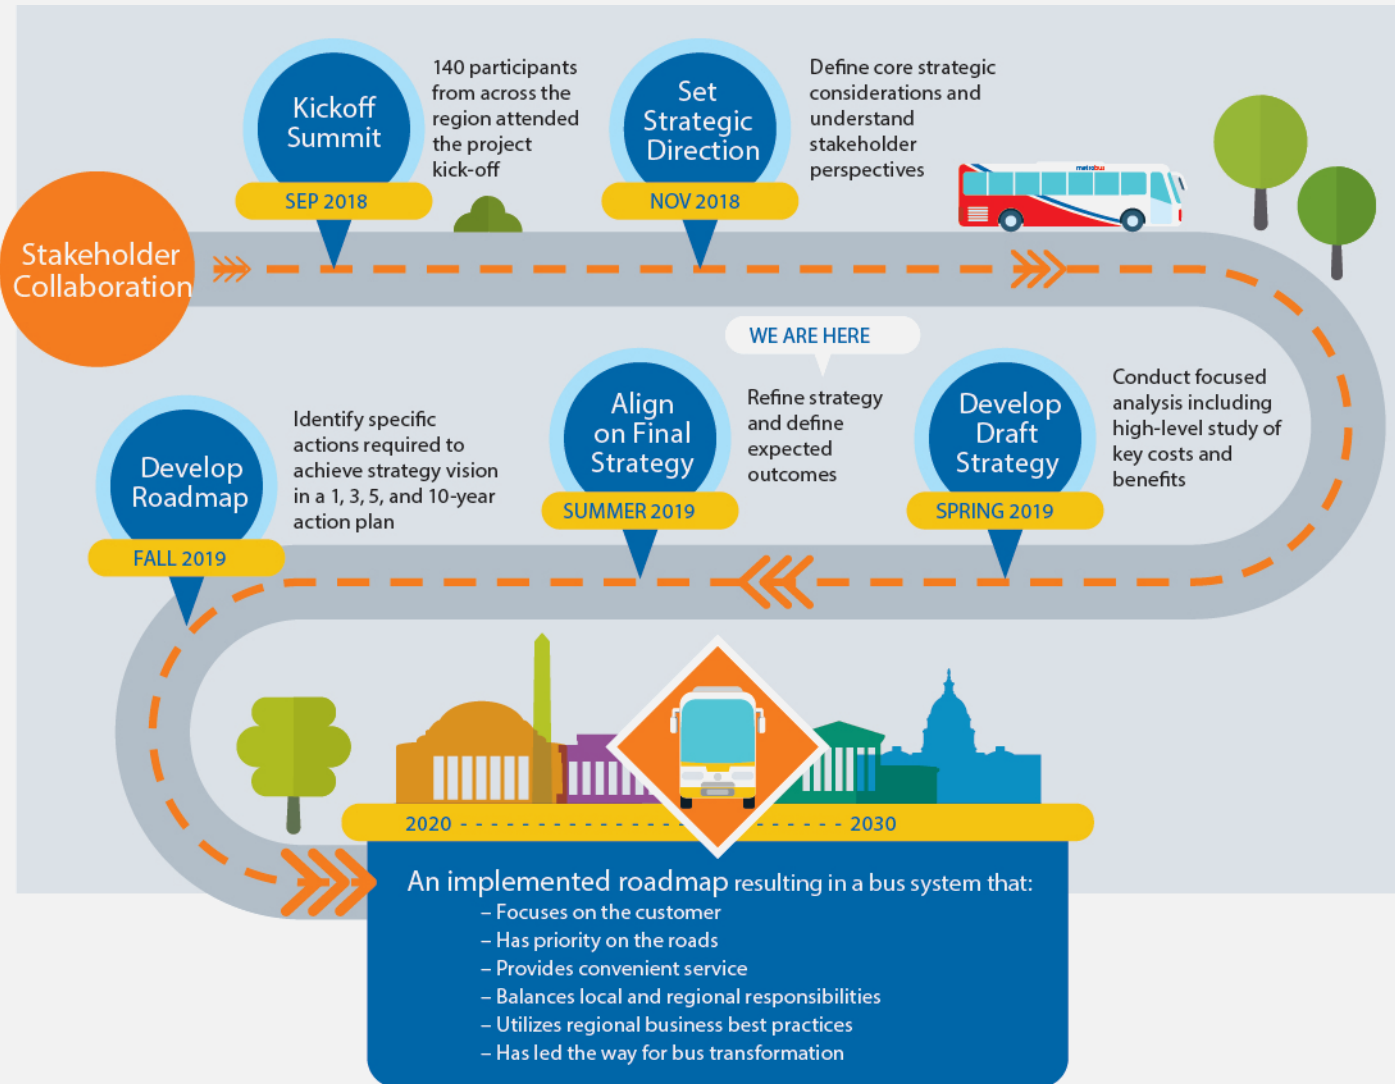 Kickoff
Summit
SEP 2018
140 participants
from across the
region attended
the project
kick-off
Set
Strategic
Direction
NOV 2018
Define core strategic
considerations and
understand
stakeholder
perspectives
metrobus
Stakeholder
Collaboration
WE ARE HERE
Develop
Draft
Strategy
SPRING 2019
Conduct focused
analysis including
high-level study of
key costs and
benefits
Align
on Final
Strategy
SUMMER 2019
Refine strategy
and define
expected
outcomes
Develop
Roadmap
FALL 2019
Identify specific
actions required to
achieve strategy vision
in a 1, 3, 5, and 10-year
action plan
2020 - - - - - - - - - - - - - - - - - - - - - - - - 2030
An implemented roadmap resulting in a bus system that:
– Focuses on the customer
– Has priority on the roads
– Provides convenient service
– Balances local and regional responsibilities
– Utilizes regional business best practices
– Has led the way for bus transformation